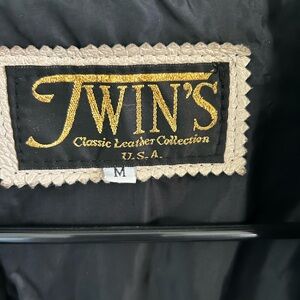 TWIN'S
Classic Leather Collection
U.S.A.
M